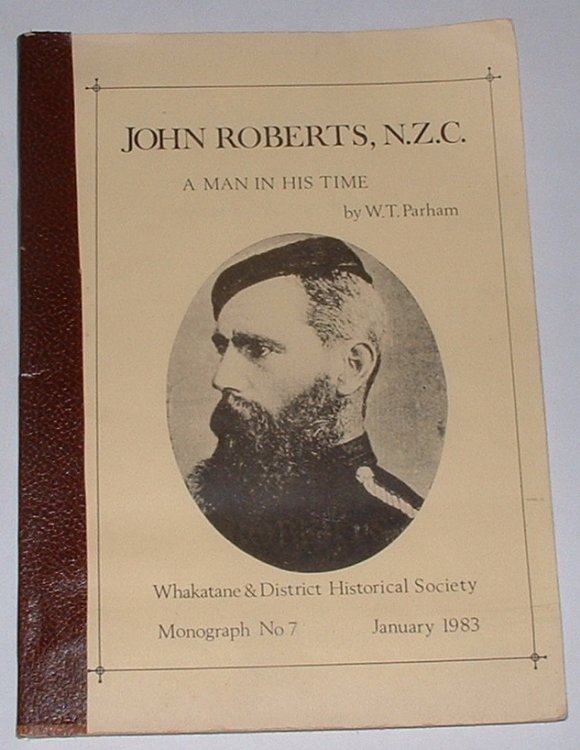 JOHN ROBERTS, N.Z.C.
A MAN IN HIS TIME
by W.T. Parham
Whakatane & District Historical Society
Monograph No 7 January 1983